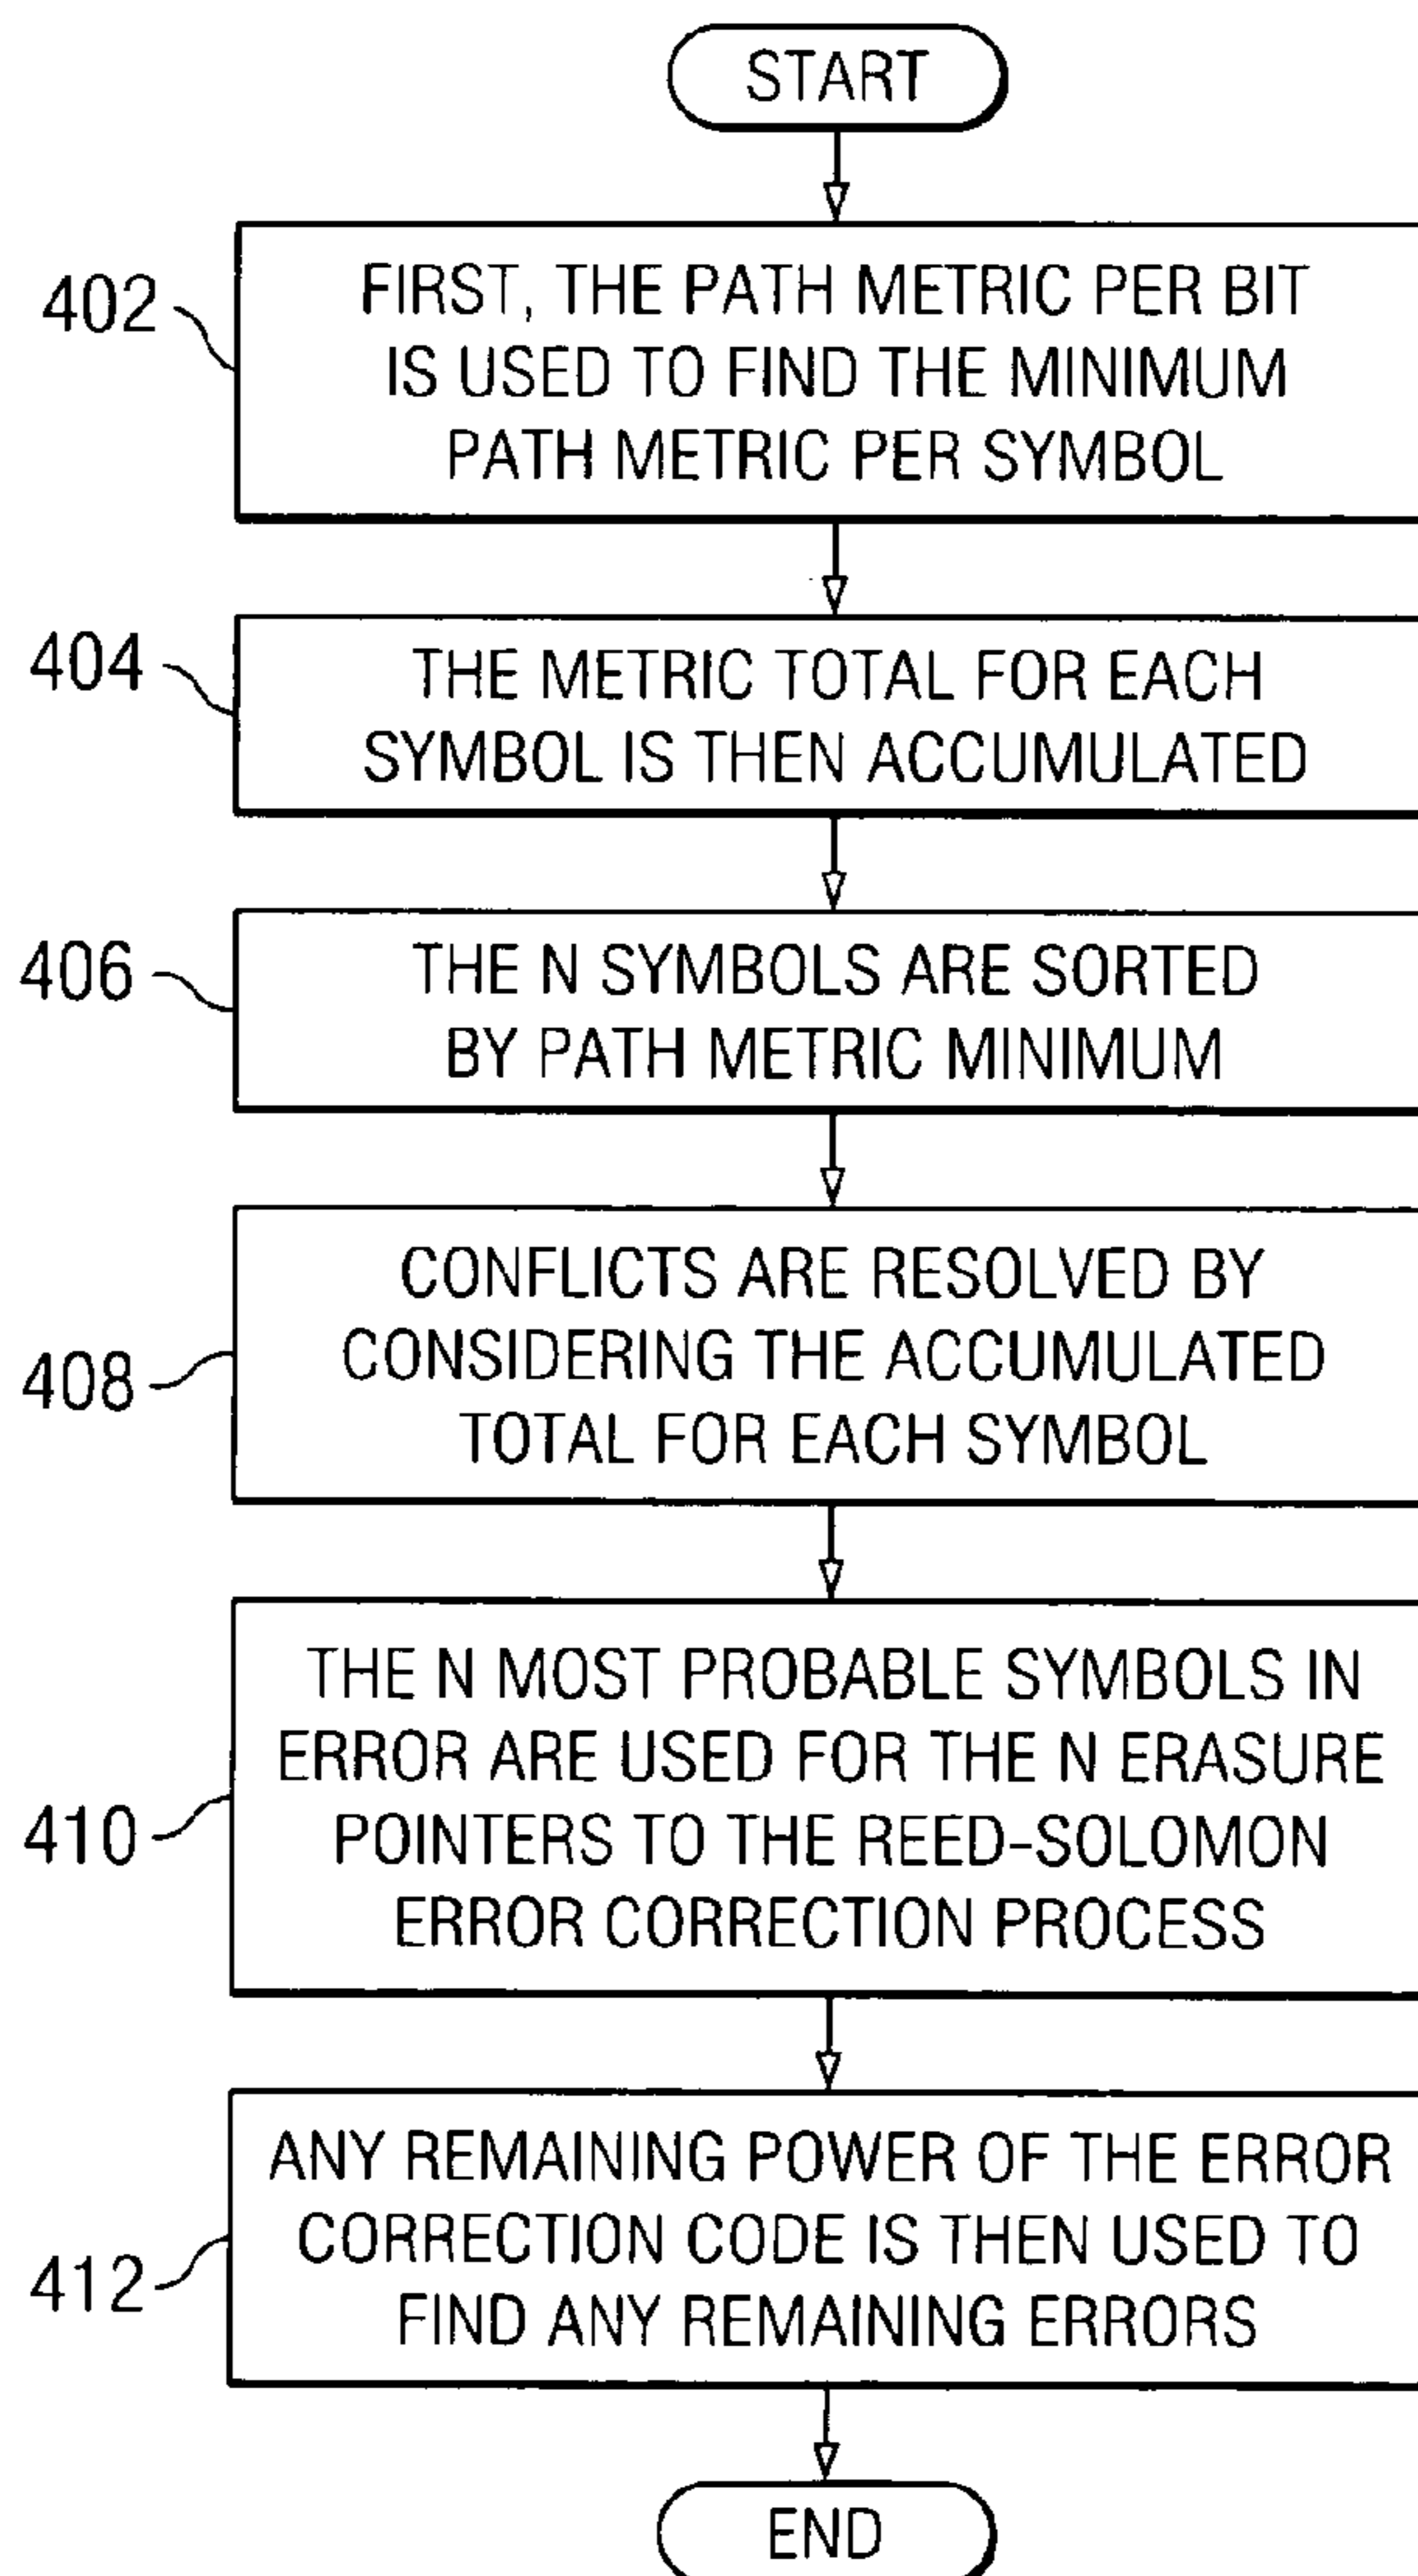 START
402
FIRST, THE PATH METRIC PER BIT
IS USED TO FIND THE MINIMUM
PATH METRIC PER SYMBOL
404
THE METRIC TOTAL FOR EACH
SYMBOL IS THEN ACCUMULATED
406
THE N SYMBOLS ARE SORTED
BY PATH METRIC MINIMUM
408
CONFLICTS ARE RESOLVED BY
CONSIDERING THE ACCUMULATED
TOTAL FOR EACH SYMBOL
410
THE N MOST PROBABLE SYMBOLS IN
ERROR ARE USED FOR THE N ERASURE
POINTERS TO THE REED-SOLOMON
ERROR CORRECTION PROCESS
412
ANY REMAINING POWER OF THE ERROR
CORRECTION CODE IS THEN USED TO
FIND ANY REMAINING ERRORS
END